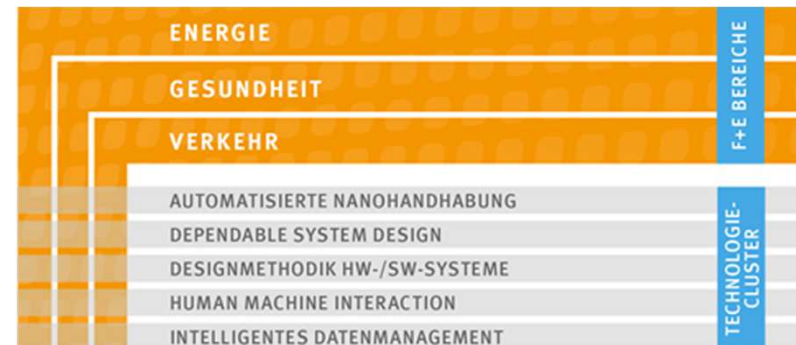 ENERGIE
GESUNDHEIT
VERKEHR
F+E BEREICHE
AUTOMATISIERTE NANOHANDHABUNG
DEPENDABLE SYSTEM DESIGN
DESIGNMETHODIK HW-/SW-SYSTEME
HUMAN MACHINE INTERACTION
INTELLIGENTES DATENMANAGEMENT
TECHNOLOGIE-
CLUSTER